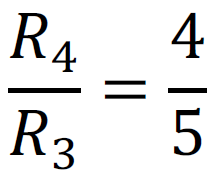 R₄/R₃ = 4/5